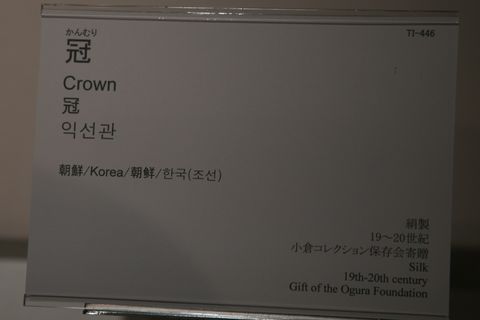 TI-446
かんむり
冠
Crown
冠
익선관
朝鮮/Korea/朝鲜/한국(조선)
絹製
19～20世紀
小倉コレクション保存会寄贈
Silk
19th-20th century
Gift of the Ogura Foundation